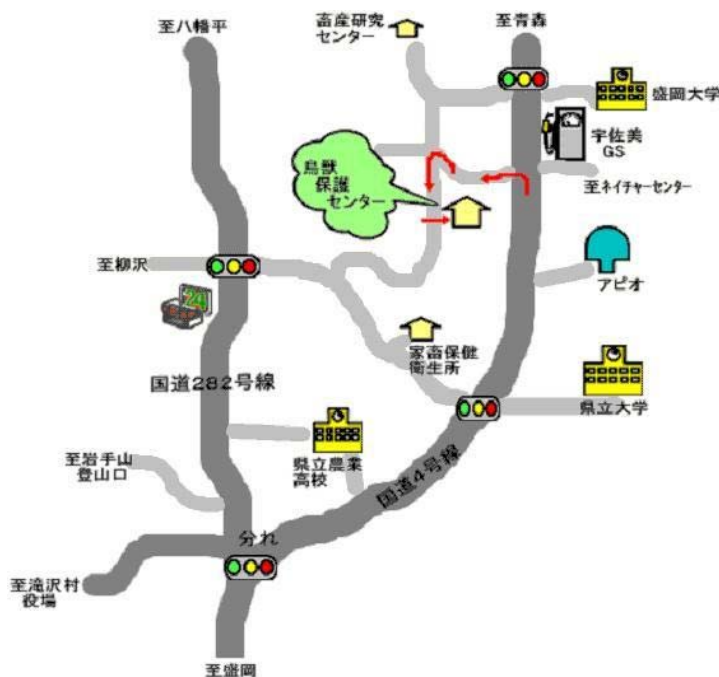 至八幡平
畜産研究
センター
至青森
盛岡大学
宇佐美
GS
鳥獣
保護
センター
至ネイチャーセンター
至柳沢
アピオ
24
家畜保健
衛生所
国道282号線
県立大学
至岩手山
登山口
県立農業
高校
国道4号線
分れ
至滝沢村
役場
至盛岡